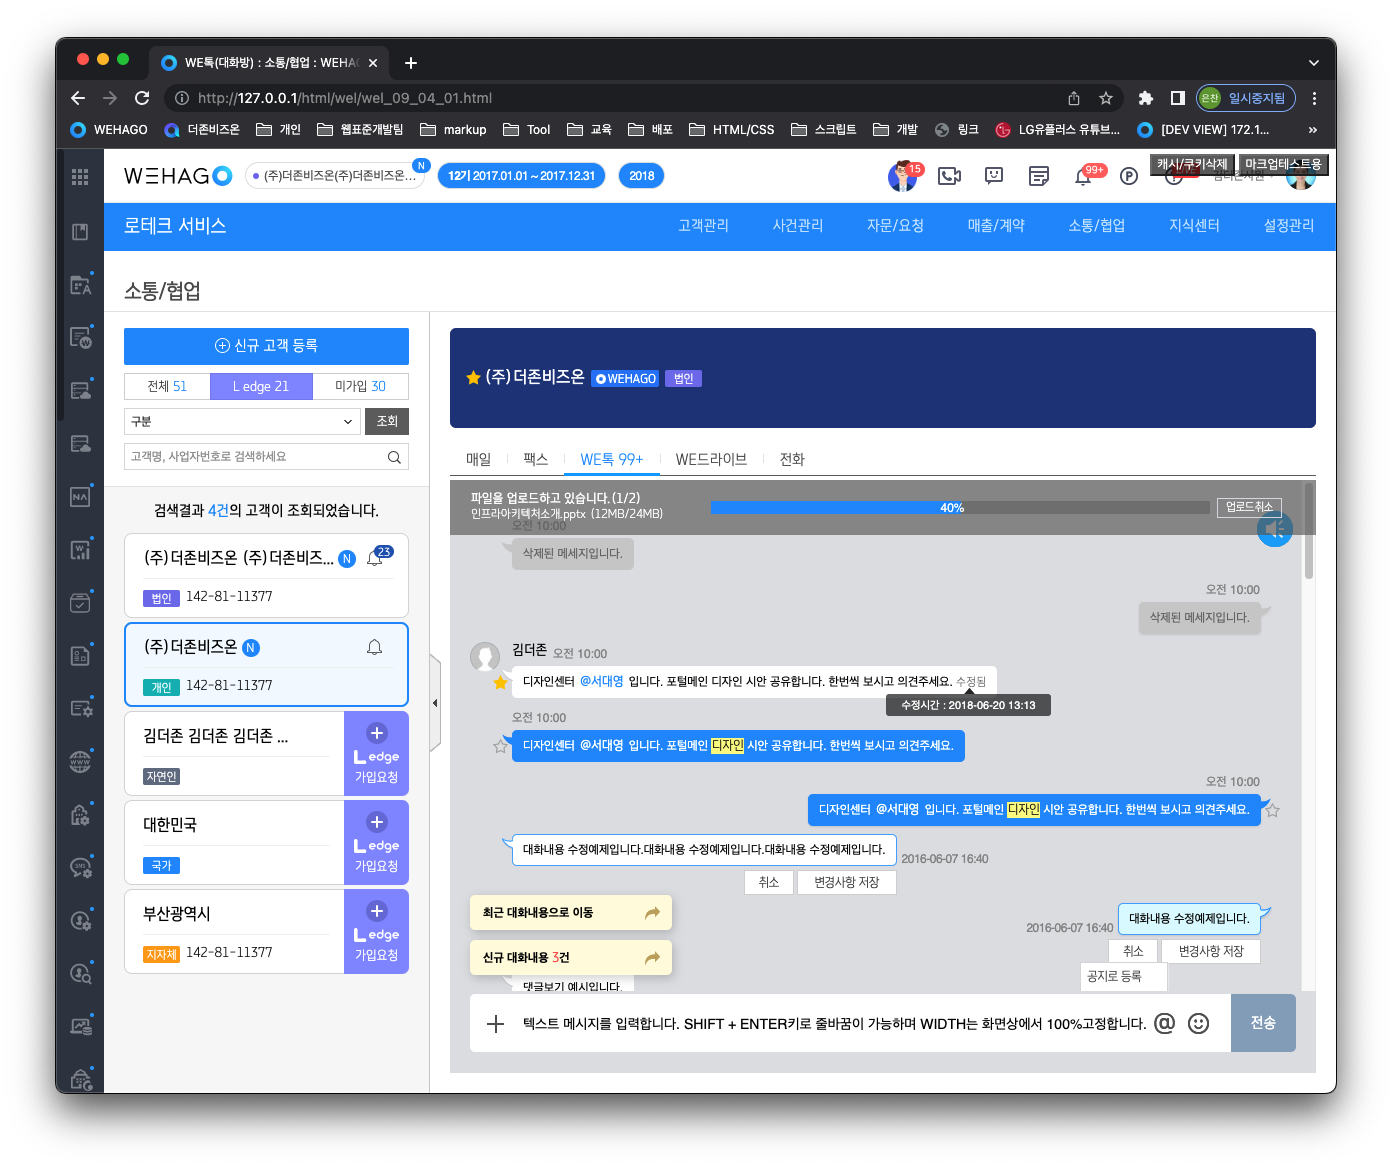 WE톡(대화방) : 소통/협업 : WEHA
http://127.0.0.1/html/wel/wel_09_04_01.html
은찬 일시중지됨
WEHAGO 더존비즈온 개인 웹표준개발팀 markup Tool 교육 배포 HTML/CSS 스크립트 개발 링크 LG유플러스 유튜브... [DEV VIEW] 172.1... »
WEHAGO (주)더존비즈온(주)더존비즈온... N 12기 2017.01.01 ~ 2017.12.31 2018 15 99+ 캐시/쿠키삭제 마크업테스트용
로테크 서비스 고객관리 사건관리 자문/요청 매출/계약 소통/협업 지식센터 설정관리
소통/협업
신규 고객 등록
전체 51 L edge 21 미가입 30
구분 조회
고객명, 사업자번호로 검색하세요
검색결과 4건의 고객이 조회되었습니다.
(주)더존비즈온 (주)더존비즈... N 23
법인 142-81-11377
(주)더존비즈온 N
개인 142-81-11377
김더존 김더존 김더존 ...
자연인
L edge
가입요청
대한민국
국가
L edge
가입요청
부산광역시
지자체 142-81-11377
L edge
가입요청
(주)더존비즈온 WEHAGO 법인
매일 팩스 WE톡 99+ WE드라이브 전화
파일을 업로드하고 있습니다.(1/2)
인프라아키텍처소개.pptx (12MB/24MB)
40%
업로드취소
오전 10:00
삭제된 메세지입니다.
오전 10:00
삭제된 메세지입니다.
김더존 오전 10:00
디자인센터 @서대영 입니다. 포털메인 디자인 시안 공유합니다. 한번씩 보시고 의견주세요. 수정됨
수정시간 : 2018-06-20 13:13
오전 10:00
디자인센터 @서대영 입니다. 포털메인 디자인 시안 공유합니다. 한번씩 보시고 의견주세요.
오전 10:00
디자인센터 @서대영 입니다. 포털메인 디자인 시안 공유합니다. 한번씩 보시고 의견주세요.
대화내용 수정예제입니다.대화내용 수정예제입니다.대화내용 수정예제입니다. 2016-06-07 16:40
취소 변경사항 저장
최근 대화내용으로 이동
2016-06-07 16:40 대화내용 수정예제입니다.
취소 변경사항 저장
신규 대화내용 3건
공지로 등록
댓글보기 예시입니다.
텍스트 메시지를 입력합니다. SHIFT + ENTER키로 줄바꿈이 가능하며 WIDTH는 화면상에서 100%고정합니다. @ 전송